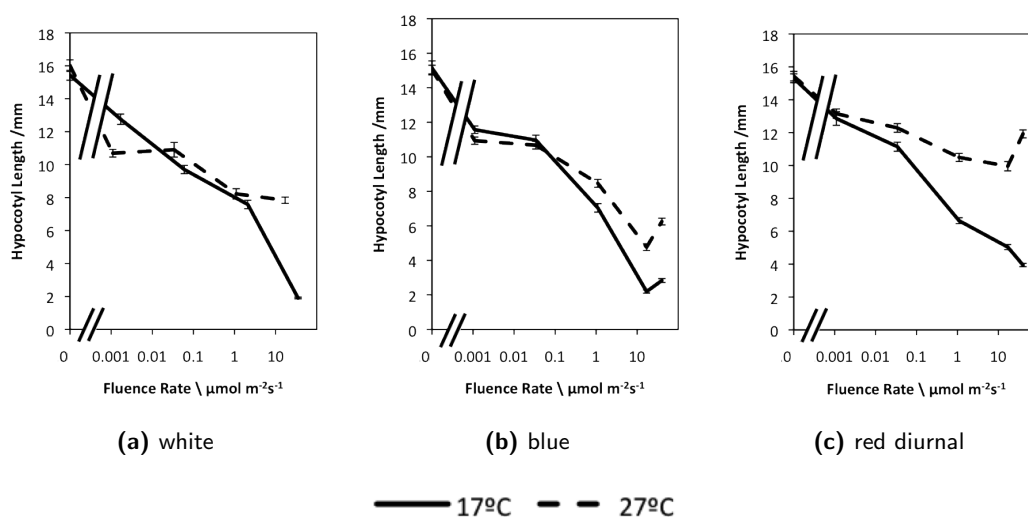 18
16
14
12
10
8
6
4
2
0
Hypocotyl Length /mm
0 0.001 0.01 0.1 1 10
Fluence Rate \ μmol m⁻²s⁻¹
(a) white
18
16
14
12
10
8
6
4
2
0
Hypocotyl Length /mm
0 0.001 0.01 0.1 1 10
Fluence Rate \ μmol m⁻²s⁻¹
(b) blue
18
16
14
12
10
8
6
4
2
0
Hypocotyl Length /mm
.0 0.001 0.01 0.1 1 10
Fluence Rate \ μmol m⁻²s⁻¹
(c) red diurnal
17ºC 27ºC